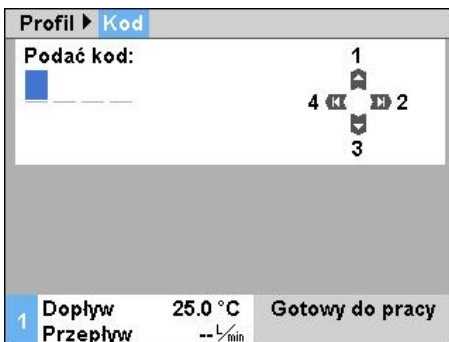 Profil ▶ Kod
Podać kod:
1
4 2
3
1
Dopływ 25.0 °C
Przepływ -- L/min
Gotowy do pracy